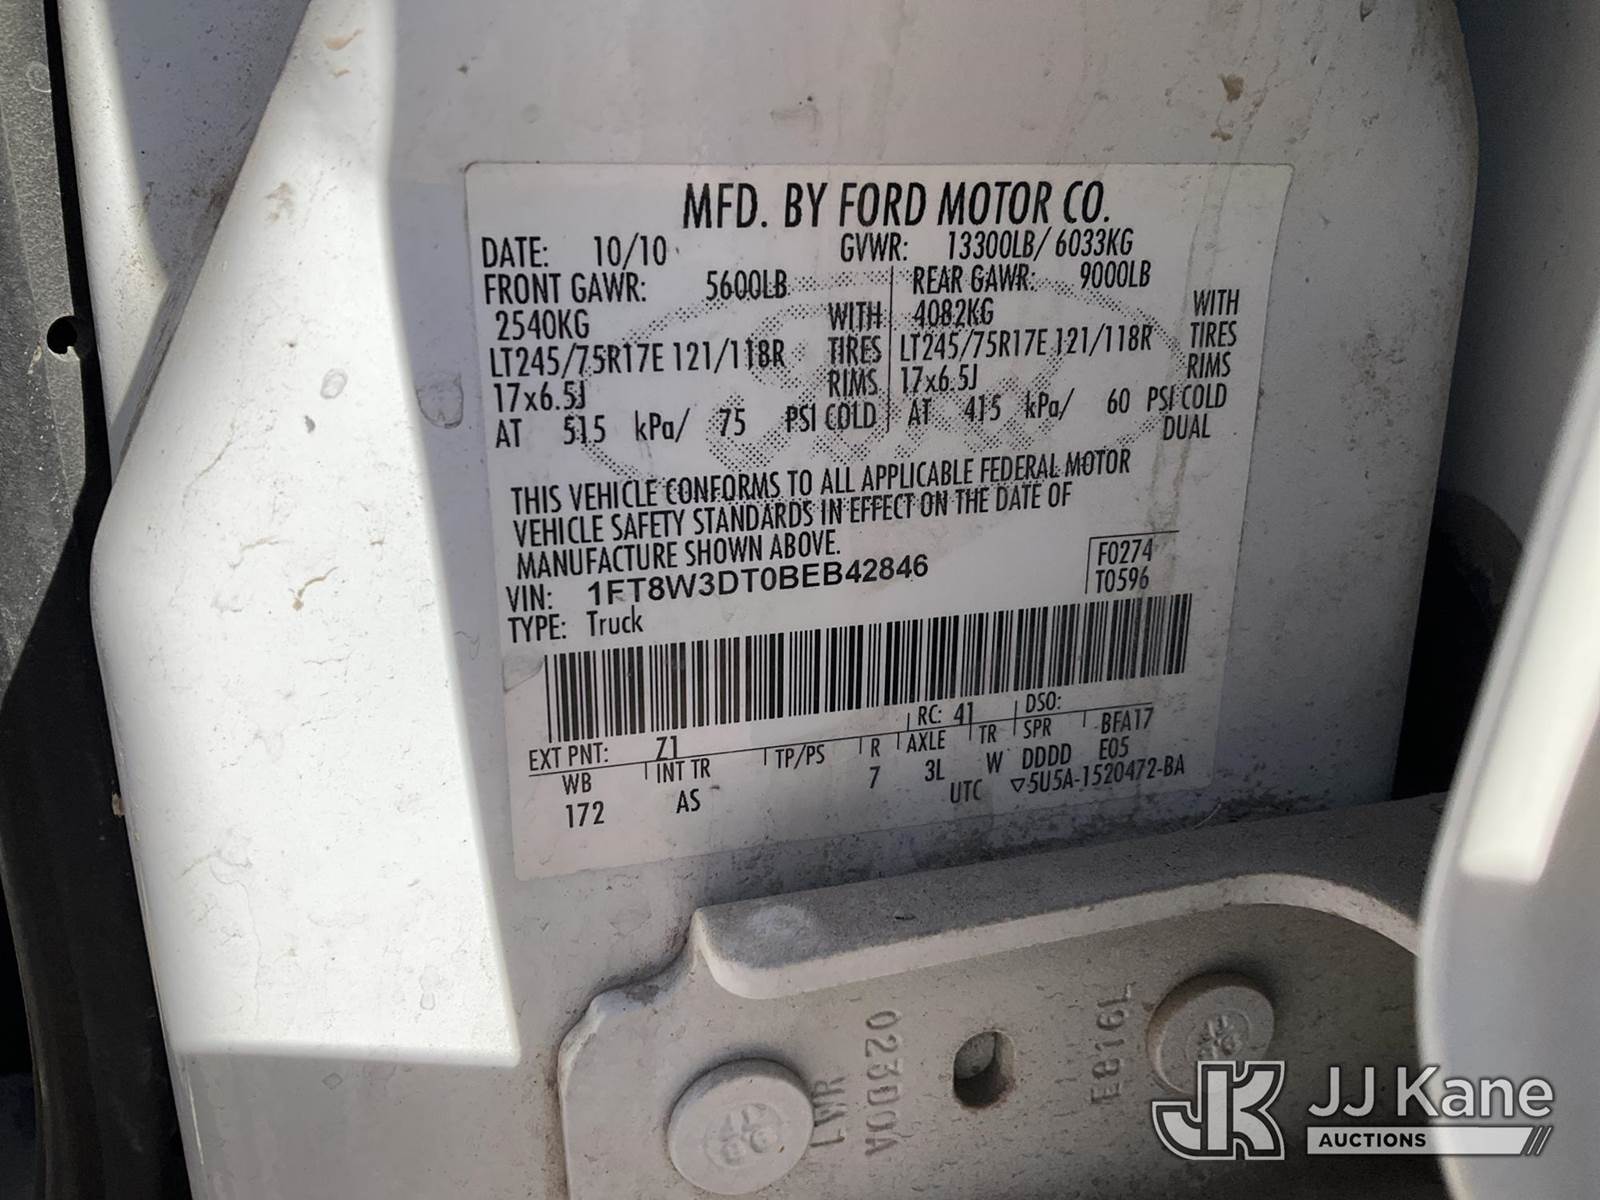 MFD. BY FORD MOTOR CO.
DATE: 10/10 GVWR: 13300LB/ 6033KG
FRONT GAWR: 5600LB REAR GAWR: 9000LB
2540KG WITH 4082KG WITH
LT245/75R17E 121/118R TIRES LT245/75R17E 121/118R TIRES
17x6.5J RIMS 17x6.5J RIMS
AT 515 kPa/ 75 PSI COLD AT 415 kPa/ 60 PSI COLD
DUAL
THIS VEHICLE CONFORMS TO ALL APPLICABLE FEDERAL MOTOR
VEHICLE SAFETY STANDARDS IN EFFECT ON THE DATE OF
MANUFACTURE SHOWN ABOVE.
F0274
VIN: 1FT8W3DT0BEB42846
T0596
TYPE: Truck
EXT PNT: Z1 RC: 41 DSO:
WB INT TR TP/PS R AXLE TR SPR BFA17
172 AS 7 3L W DDDD E05
UTC ▽5U5A-1520472-BA
02300A
JK JJ Kane
AUCTIONS